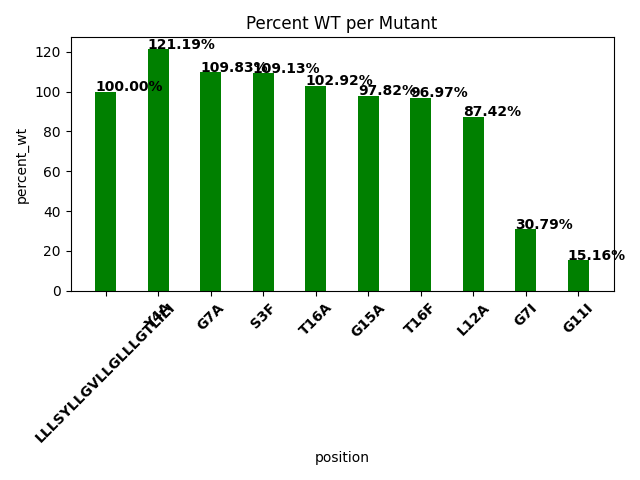 Percent WT per Mutant
percent_wt
120
100
80
60
40
20
0
100.00%
121.19%
109.83%
109.13%
102.92%
97.82%
96.97%
87.42%
30.79%
15.16%
LLLSYLLGVLLGLLLGTLILI
Y4A
G7A
S3F
T16A
G15A
T16F
L12A
G7I
G11I
position